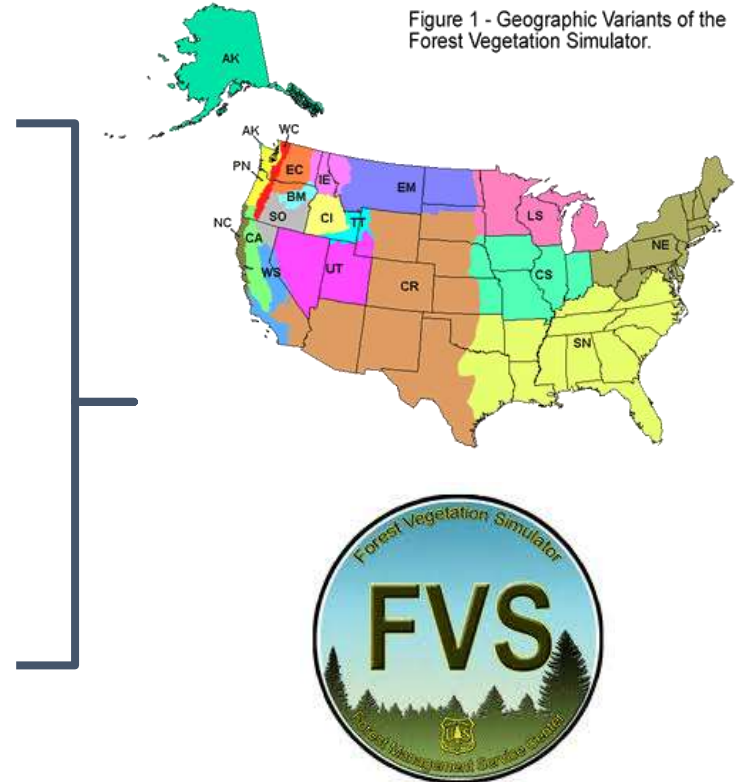 Figure 1 - Geographic Variants of the
Forest Vegetation Simulator.
AK
AK
WC
PN
EC
IE
EM
BM
SO
CI
TT
LS
NE
NC
CA
WS
UT
CR
CS
SN
Forest Vegetation Simulator
FVS
U S
Forest Management Service Center